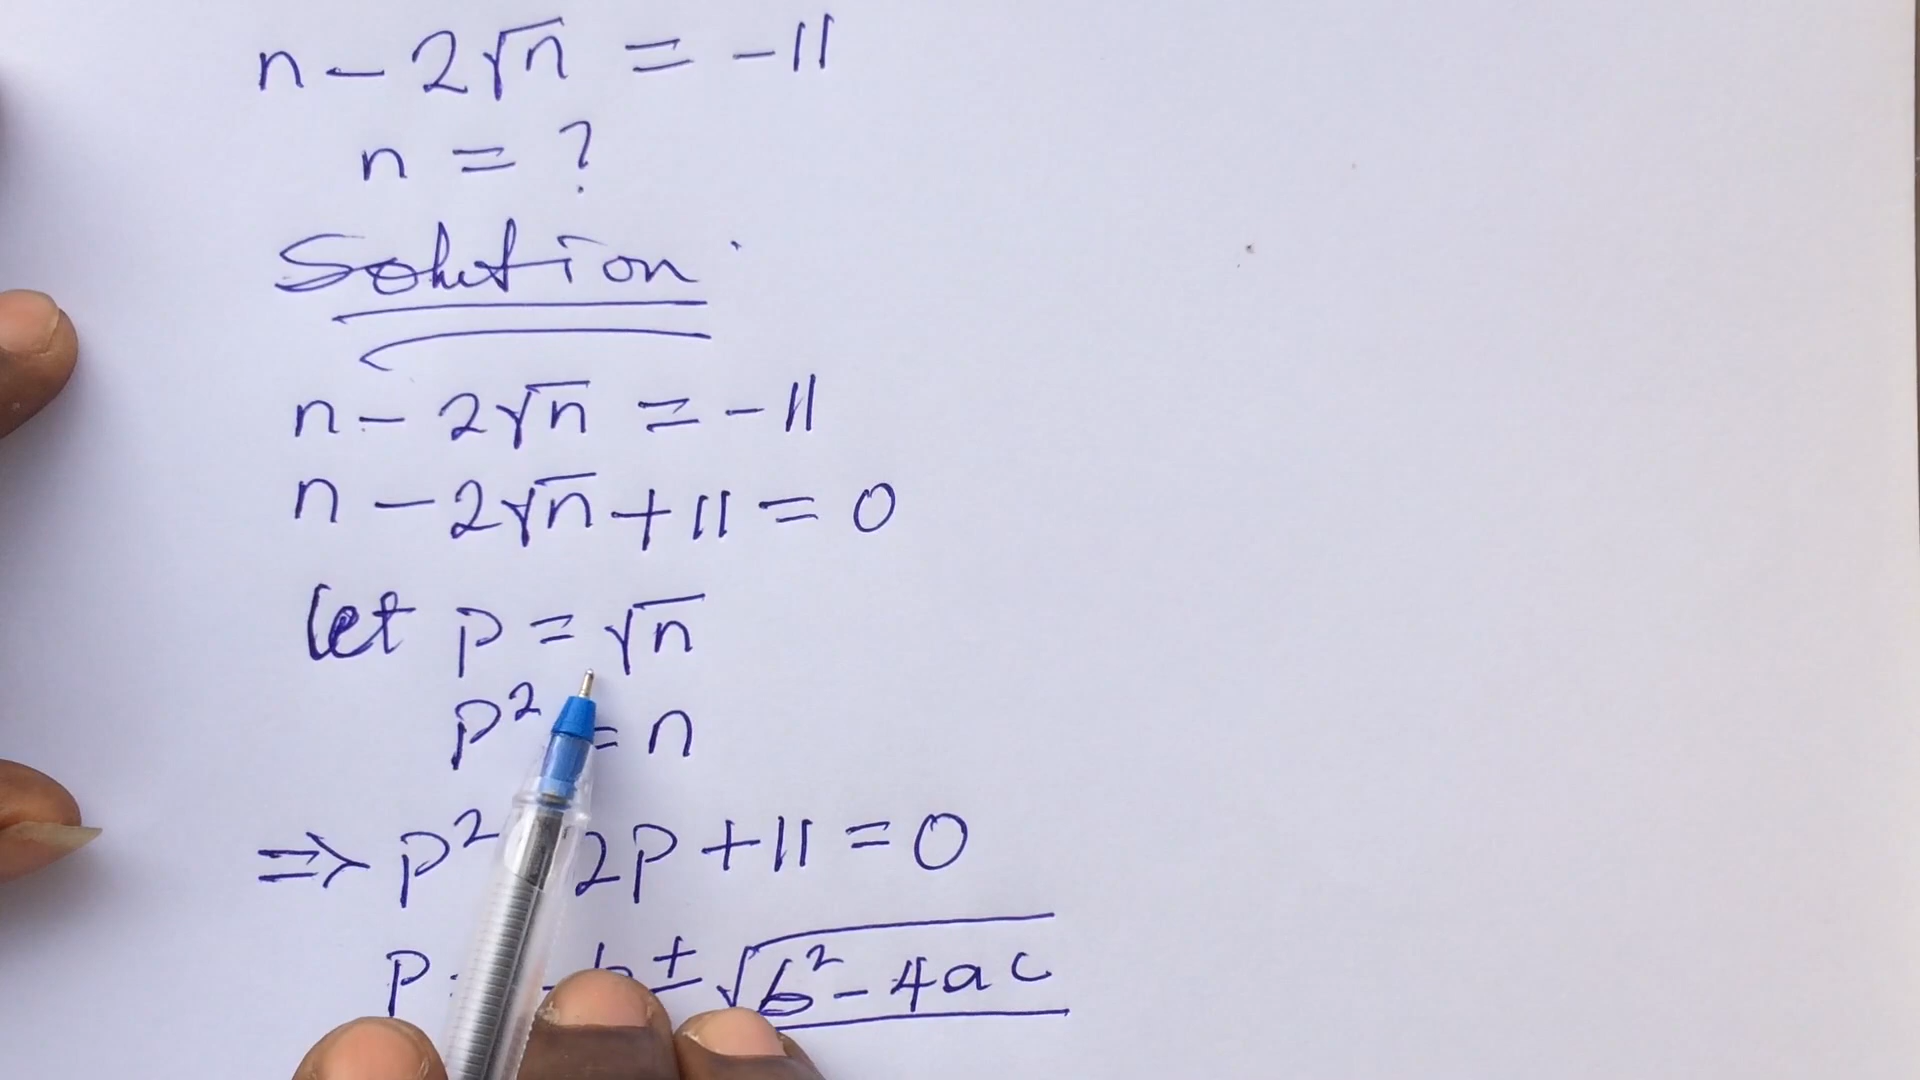 n - 2√n = -11
n = ?
Solution
n - 2√n = -11
n - 2√n + 11 = 0
let p = √n
p² = n
⇒ p² 2p + 11 = 0
p - b ± √b² - 4ac